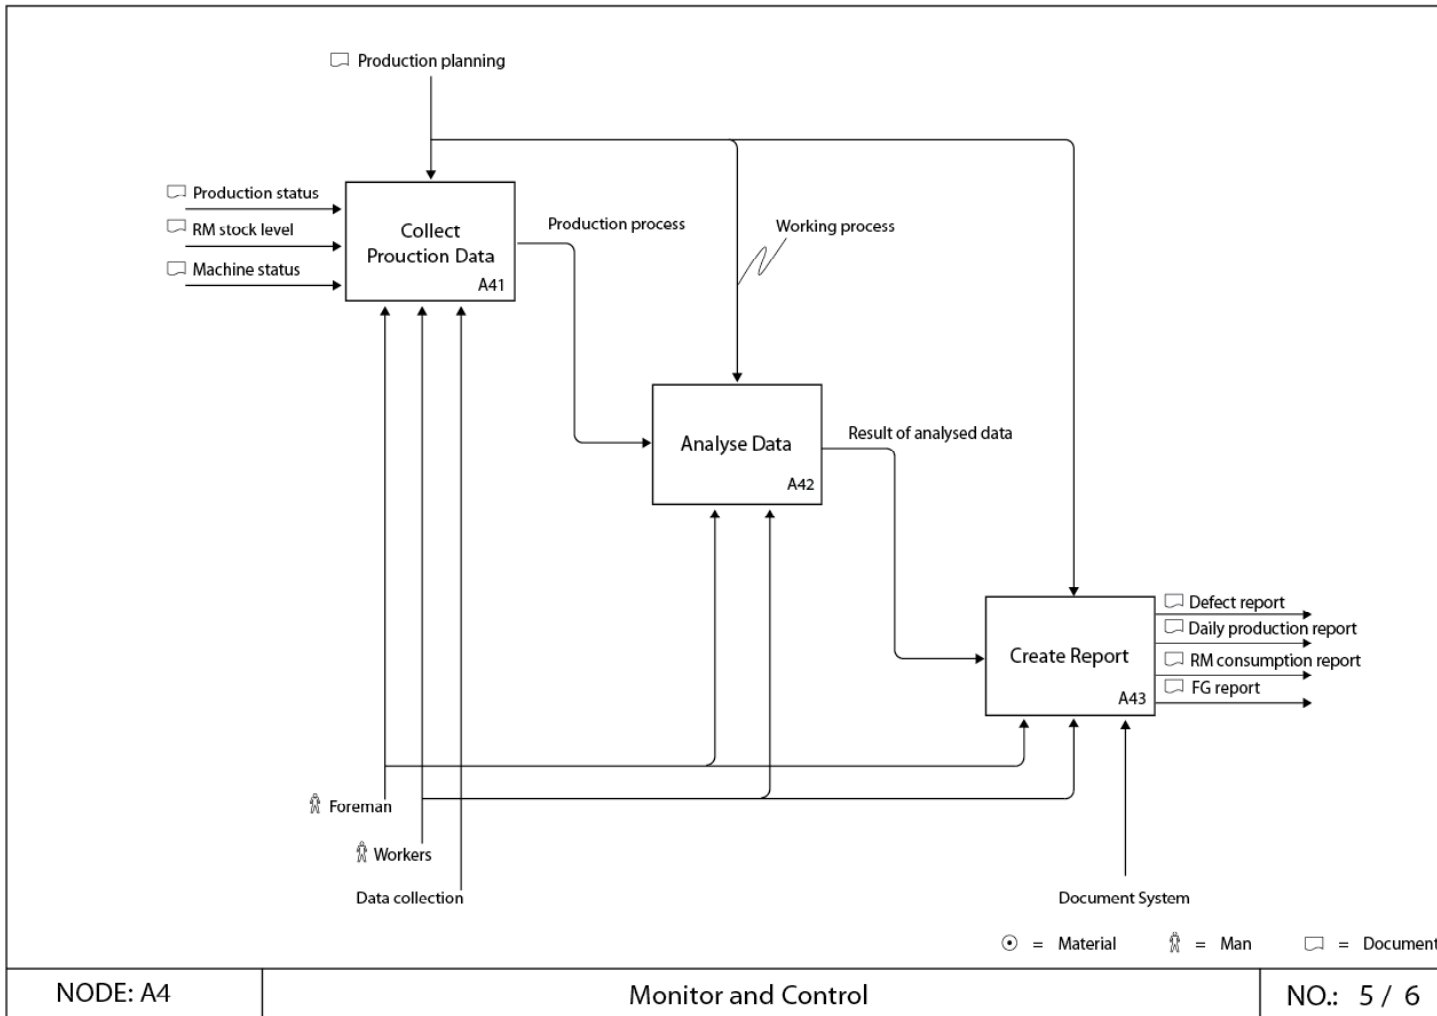 Production planning
Production status
RM stock level
Machine status
Collect
Prouction Data
A41
Production process
Working process
Analyse Data
A42
Result of analysed data
Create Report
A43
Defect report
Daily production report
RM consumption report
FG report
Foreman
Workers
Data collection
Document System
= Material
= Man
= Document
NODE: A4
Monitor and Control
NO.: 5 / 6